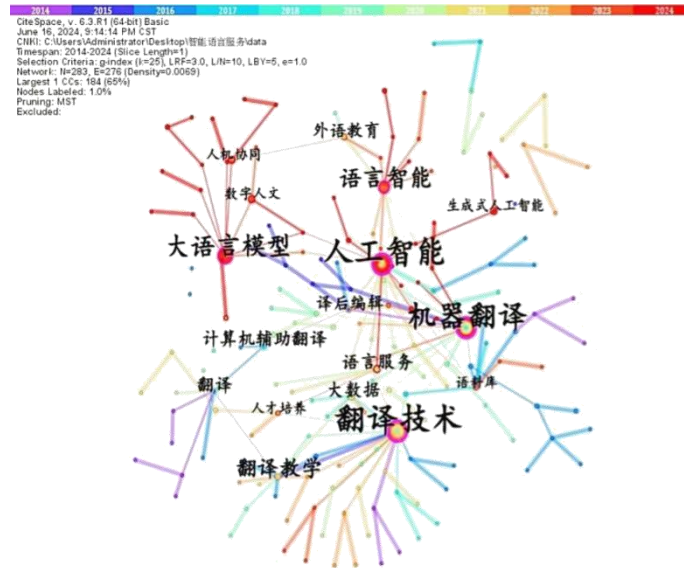 2014 2015 2016 2017 2018 2019 2020 2021 2022 2023 2024
CiteSpace, v. 6.3.R1 (64-bit) Basic
June 16, 2024, 9:14:14 PM CST
CNKI: C:\Users\Administrator\Desktop\智能语言服务\data
Timespan: 2014-2024 (Slice Length=1)
Selection Criteria: g-index (k=25), LRF=3.0, L/N=10, LBY=5, e=1.0
Network: N=283, E=276 (Density=0.0069)
Largest 1 CCs: 184 (65%)
Nodes Labeled: 1.0%
Pruning: MST
Excluded:
外语教育
人机协同
语言智能
数字人文
生成式人工智能
大语言模型
人工智能
译后编辑
机器翻译
计算机辅助翻译
语言服务
翻译
大数据
语料库
人才培养
翻译技术
翻译教学